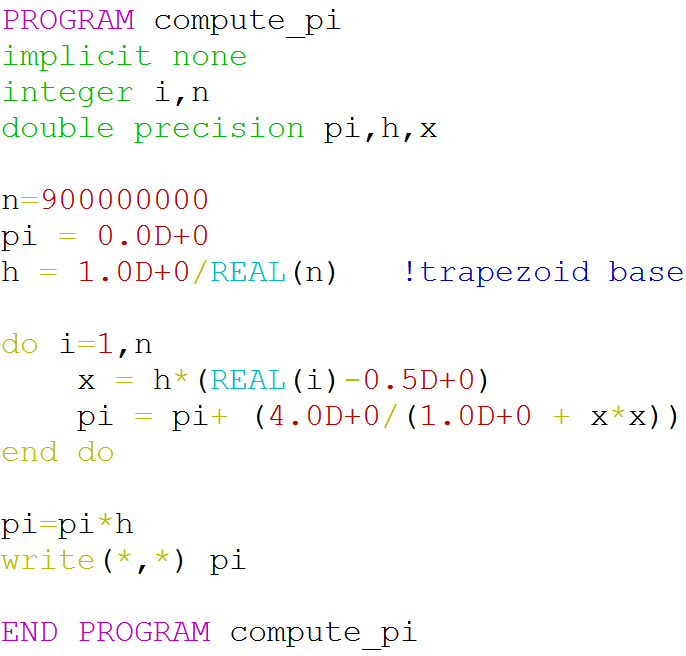 PROGRAM compute_pi
implicit none
integer i,n
double precision pi,h,x
n=900000000
pi = 0.0D+0
h = 1.0D+0/REAL(n)   !trapezoid base
do i=1,n
    x = h*(REAL(i)-0.5D+0)
    pi = pi+ (4.0D+0/(1.0D+0 + x*x))
end do
pi=pi*h
write(*,*) pi
END PROGRAM compute_pi